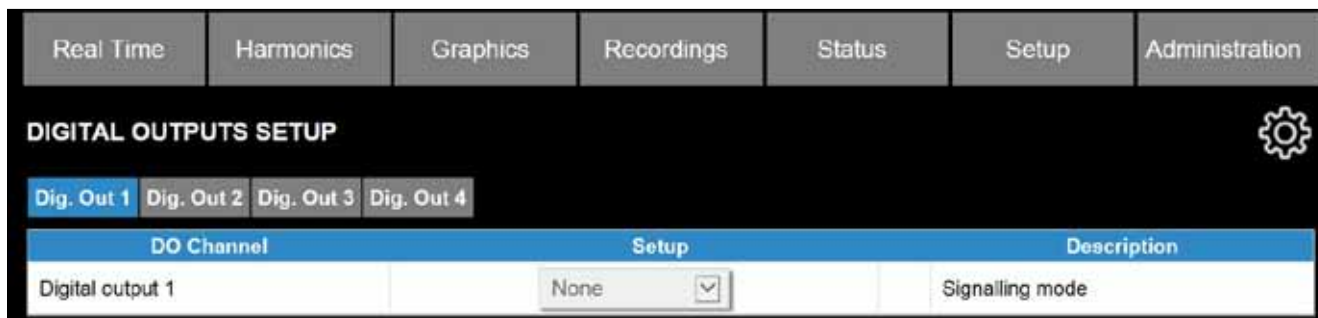 Real Time Harmonics Graphics Recordings Status Setup Administration
DIGITAL OUTPUTS SETUP
Dig. Out 1 Dig. Out 2 Dig. Out 3 Dig. Out 4
DO Channel Setup Description
Digital output 1 None Signalling mode